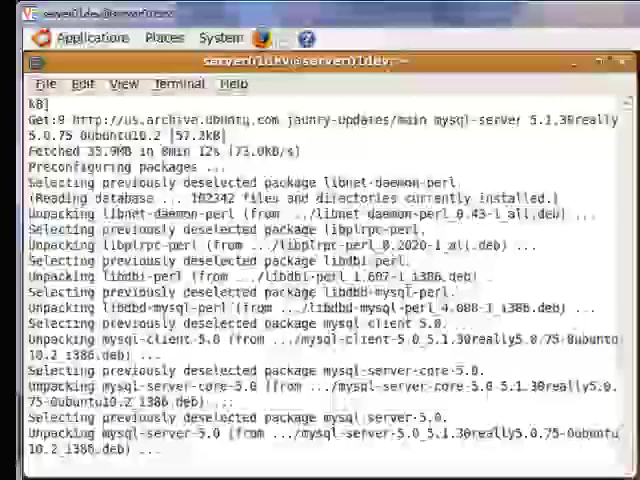 server01dev@server01dev
Applications Places System
server01dev@server01dev: ~
File Edit View Terminal Help
kB]
Get:9 http://us.archive.ubuntu.com jaunty-updates/main mysql-server 5.1.30really
5.0.75-0ubuntu10.2 [57.2kB]
Fetched 35.9MB in 8min 12s (73.0kB/s)
Preconfiguring packages ...
Selecting previously deselected package libnet-daemon-perl.
(Reading database ... 102342 files and directories currently installed.)
Unpacking libnet-daemon-perl (from .../libnet-daemon-perl_0.43-1_all.deb) ...
Selecting previously deselected package libplrpc-perl.
Unpacking libplrpc-perl (from .../libplrpc-perl_0.2020-1_all.deb) ...
Selecting previously deselected package libdbi-perl.
Unpacking libdbi-perl (from .../libdbi-perl_1.607-1_i386.deb) ...
Selecting previously deselected package libdbd-mysql-perl.
Unpacking libdbd-mysql-perl (from .../libdbd-mysql-perl_4.008-1_i386.deb) ...
Selecting previously deselected package mysql-client-5.0.
Unpacking mysql-client-5.0 (from .../mysql-client-5.0_5.1.30really5.0.75-0ubuntu
10.2_i386.deb) ...
Selecting previously deselected package mysql-server-core-5.0.
Unpacking mysql-server-core-5.0 (from .../mysql-server-core-5.0_5.1.30really5.0.
75-0ubuntu10.2_i386.deb) ...
Selecting previously deselected package mysql-server-5.0.
Unpacking mysql-server-5.0 (from .../mysql-server-5.0_5.1.30really5.0.75-0ubuntu
10.2_i386.deb) ...